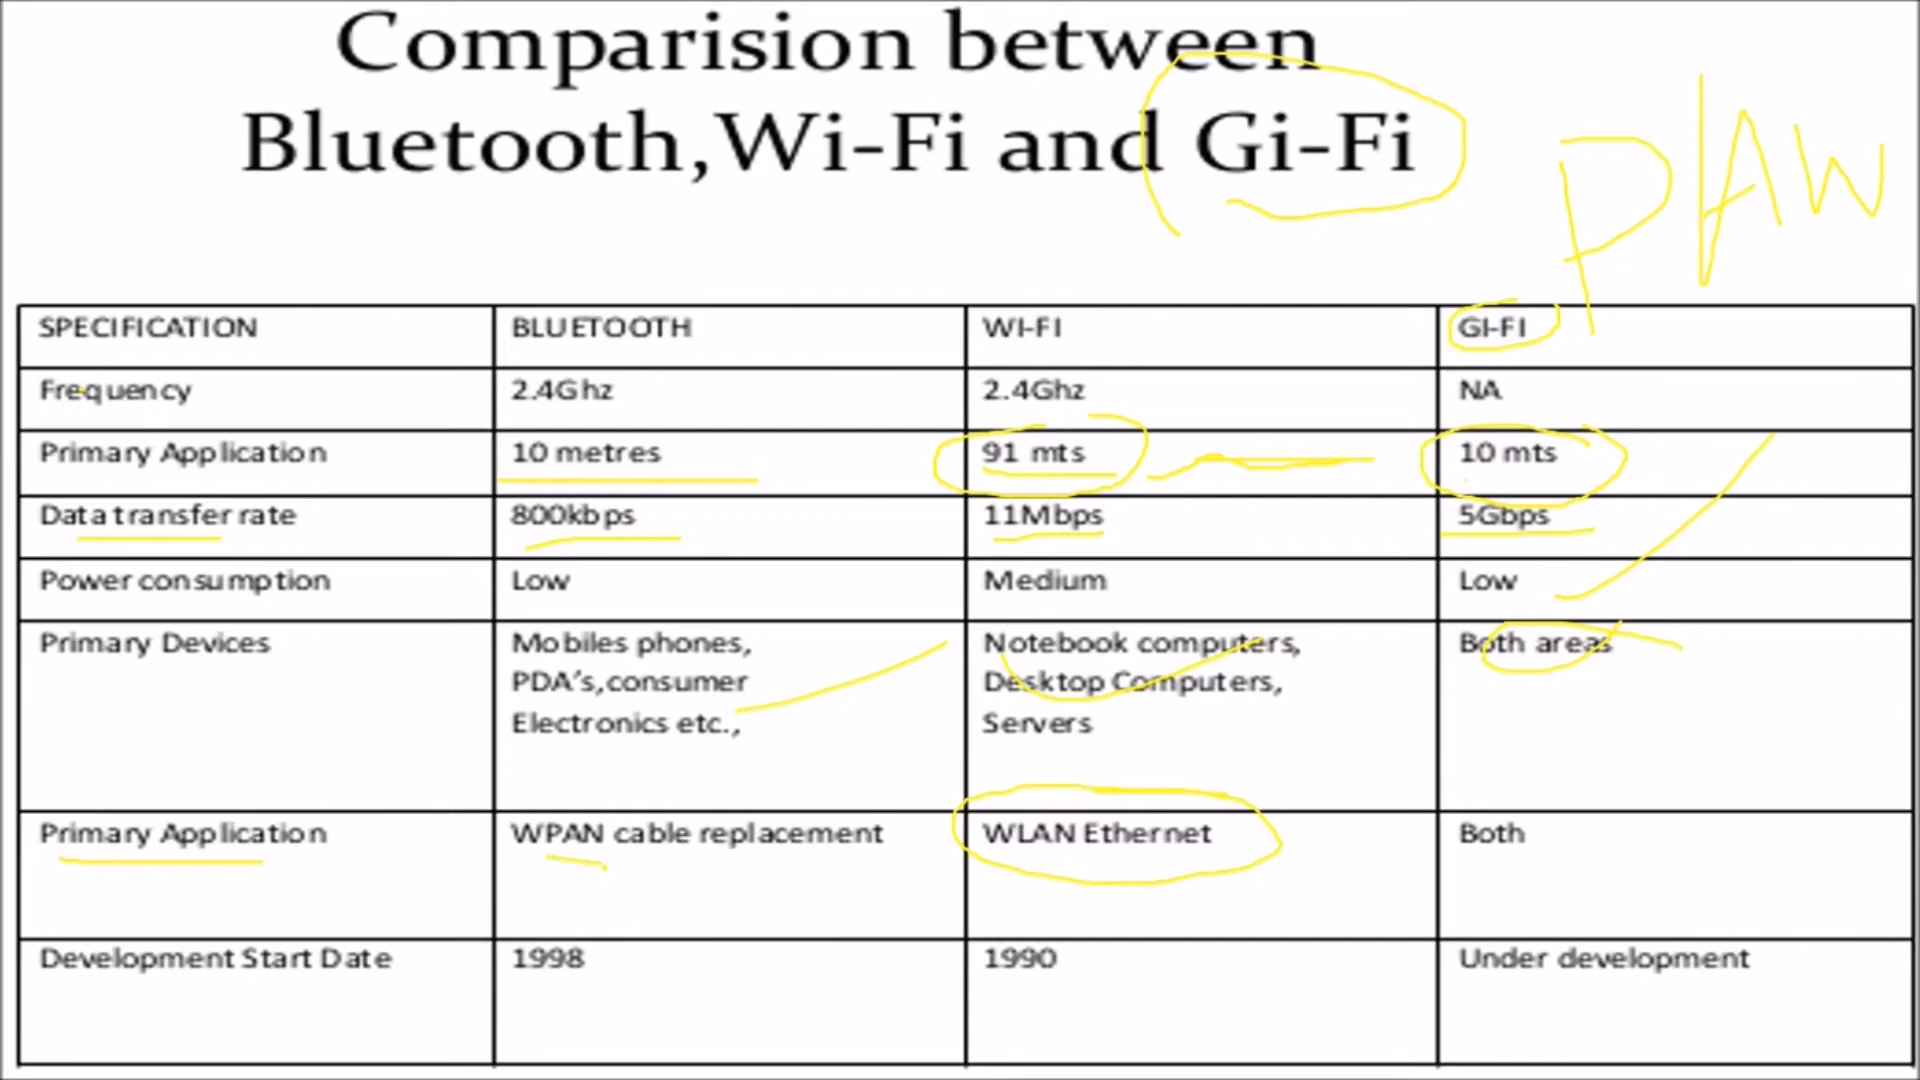 Comparision between
Bluetooth,Wi-Fi and Gi-Fi
SPECIFICATION BLUETOOTH WI-FI GI-FI
Frequency 2.4Ghz 2.4Ghz NA
Primary Application 10 metres 91 mts 10 mts
Data transfer rate 800kbps 11Mbps 5Gbps
Power consumption Low Medium Low
Primary Devices Mobiles phones, Notebook computers, Both areas
PDA's,consumer Desktop Computers,
Electronics etc., Servers
Primary Application WPAN cable replacement WLAN Ethernet Both
Development Start Date 1998 1990 Under development